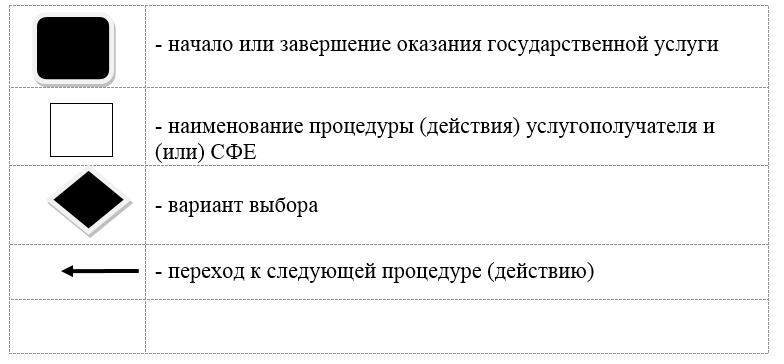 - начало или завершение оказания государственной услуги
- наименование процедуры (действия) услугополучателя и
(или) СФЕ
- вариант выбора
- переход к следующей процедуре (действию)